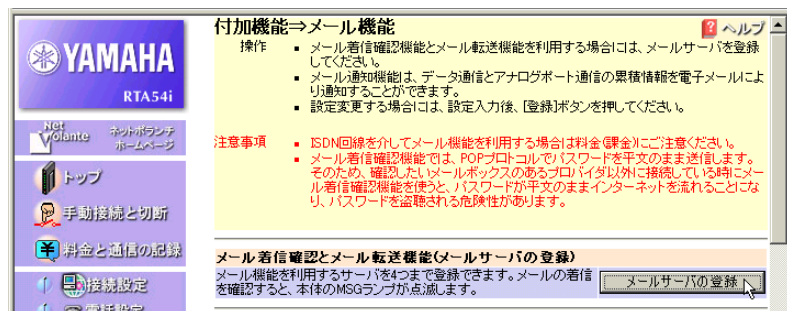 付加機能⇒メール機能
? ヘルプ
操作
▪ メール着信確認機能とメール転送機能を利用する場合には、メールサーバを登録
してください。
▪ メール通知機能は、データ通信とアナログポート通信の累積情報を電子メールによ
り通知することができます。
▪ 設定変更する場合には、設定入力後、[登録]ボタンを押してください。
注意事項
▪ ISDN回線を介してメール機能を利用する場合は料金(課金)にご注意ください。
▪ メール着信確認機能では、POPプロトコルでパスワードを平文のまま送信します。
そのため、確認したいメールボックスのあるプロバイダ以外に接続している時にメー
ル着信確認機能を使うと、パスワードが平文のままインターネットを流れることにな
り、パスワードを盗聴される危険性があります。
メール着信確認とメール転送機能(メールサーバの登録)
メール機能を利用するサーバを4つまで登録できます。メールの着信
を確認すると、本体のMSGランプが点滅します。
メールサーバの登録
YAMAHA
RTA54i
Net
Volante
ネットボランチ
ホームページ
トップ
手動接続と切断
料金と通信の記録
接続設定
電話設定